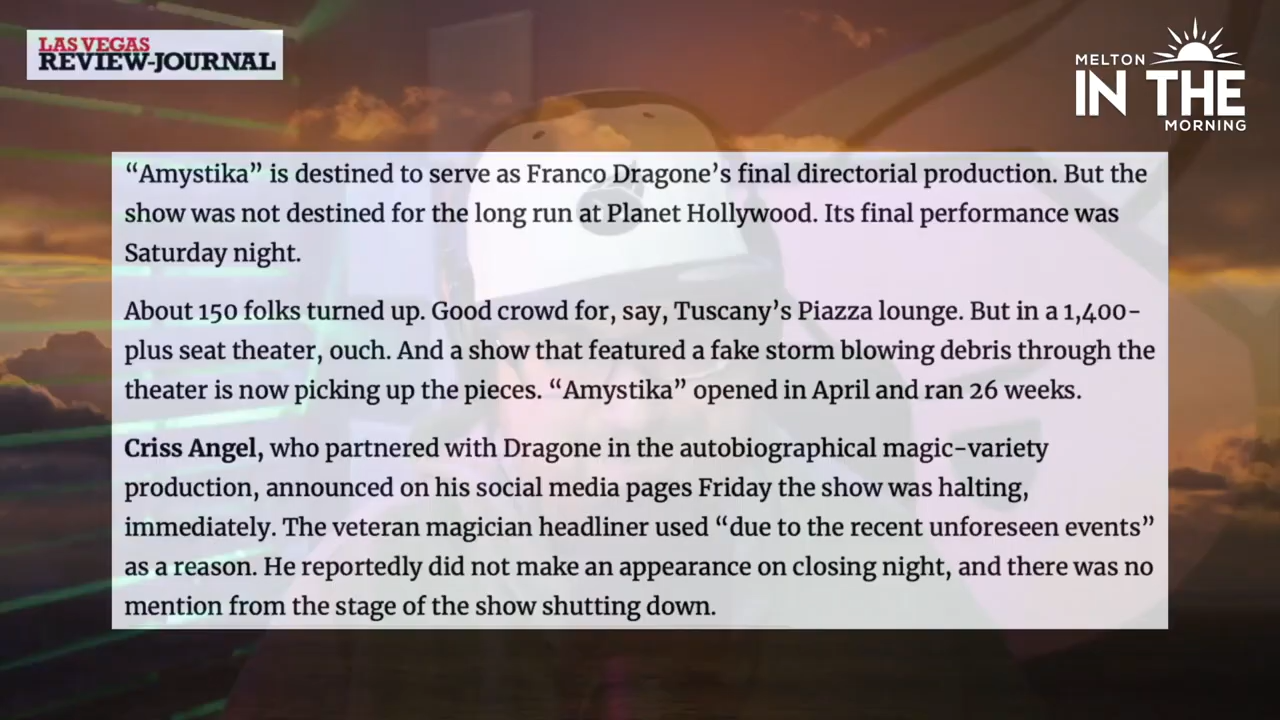 LAS VEGAS
REVIEW-JOURNAL
MELTON
IN THE
MORNING
“Amystika” is destined to serve as Franco Dragone’s final directorial production. But the
show was not destined for the long run at Planet Hollywood. Its final performance was
Saturday night.
About 150 folks turned up. Good crowd for, say, Tuscany’s Piazza lounge. But in a 1,400-
plus seat theater, ouch. And a show that featured a fake storm blowing debris through the
theater is now picking up the pieces. “Amystika” opened in April and ran 26 weeks.
Criss Angel, who partnered with Dragone in the autobiographical magic-variety
production, announced on his social media pages Friday the show was halting,
immediately. The veteran magician headliner used “due to the recent unforeseen events”
as a reason. He reportedly did not make an appearance on closing night, and there was no
mention from the stage of the show shutting down.